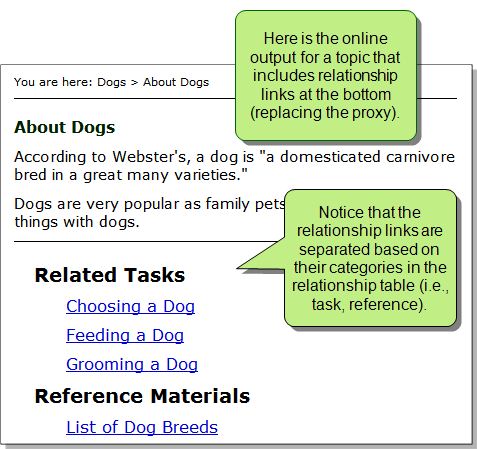 Here is the online
output for a topic that
includes relationship
links at the bottom
(replacing the proxy).
You are here: Dogs > About Dogs
About Dogs
According to Webster's, a dog is "a domesticated carnivore
bred in a great many varieties."
Dogs are very popular as family pets
things with dogs.
Notice that the
relationship links are
separated based on
their categories in the
relationship table (i.e.,
task, reference).
Related Tasks
Choosing a Dog
Feeding a Dog
Grooming a Dog
Reference Materials
List of Dog Breeds